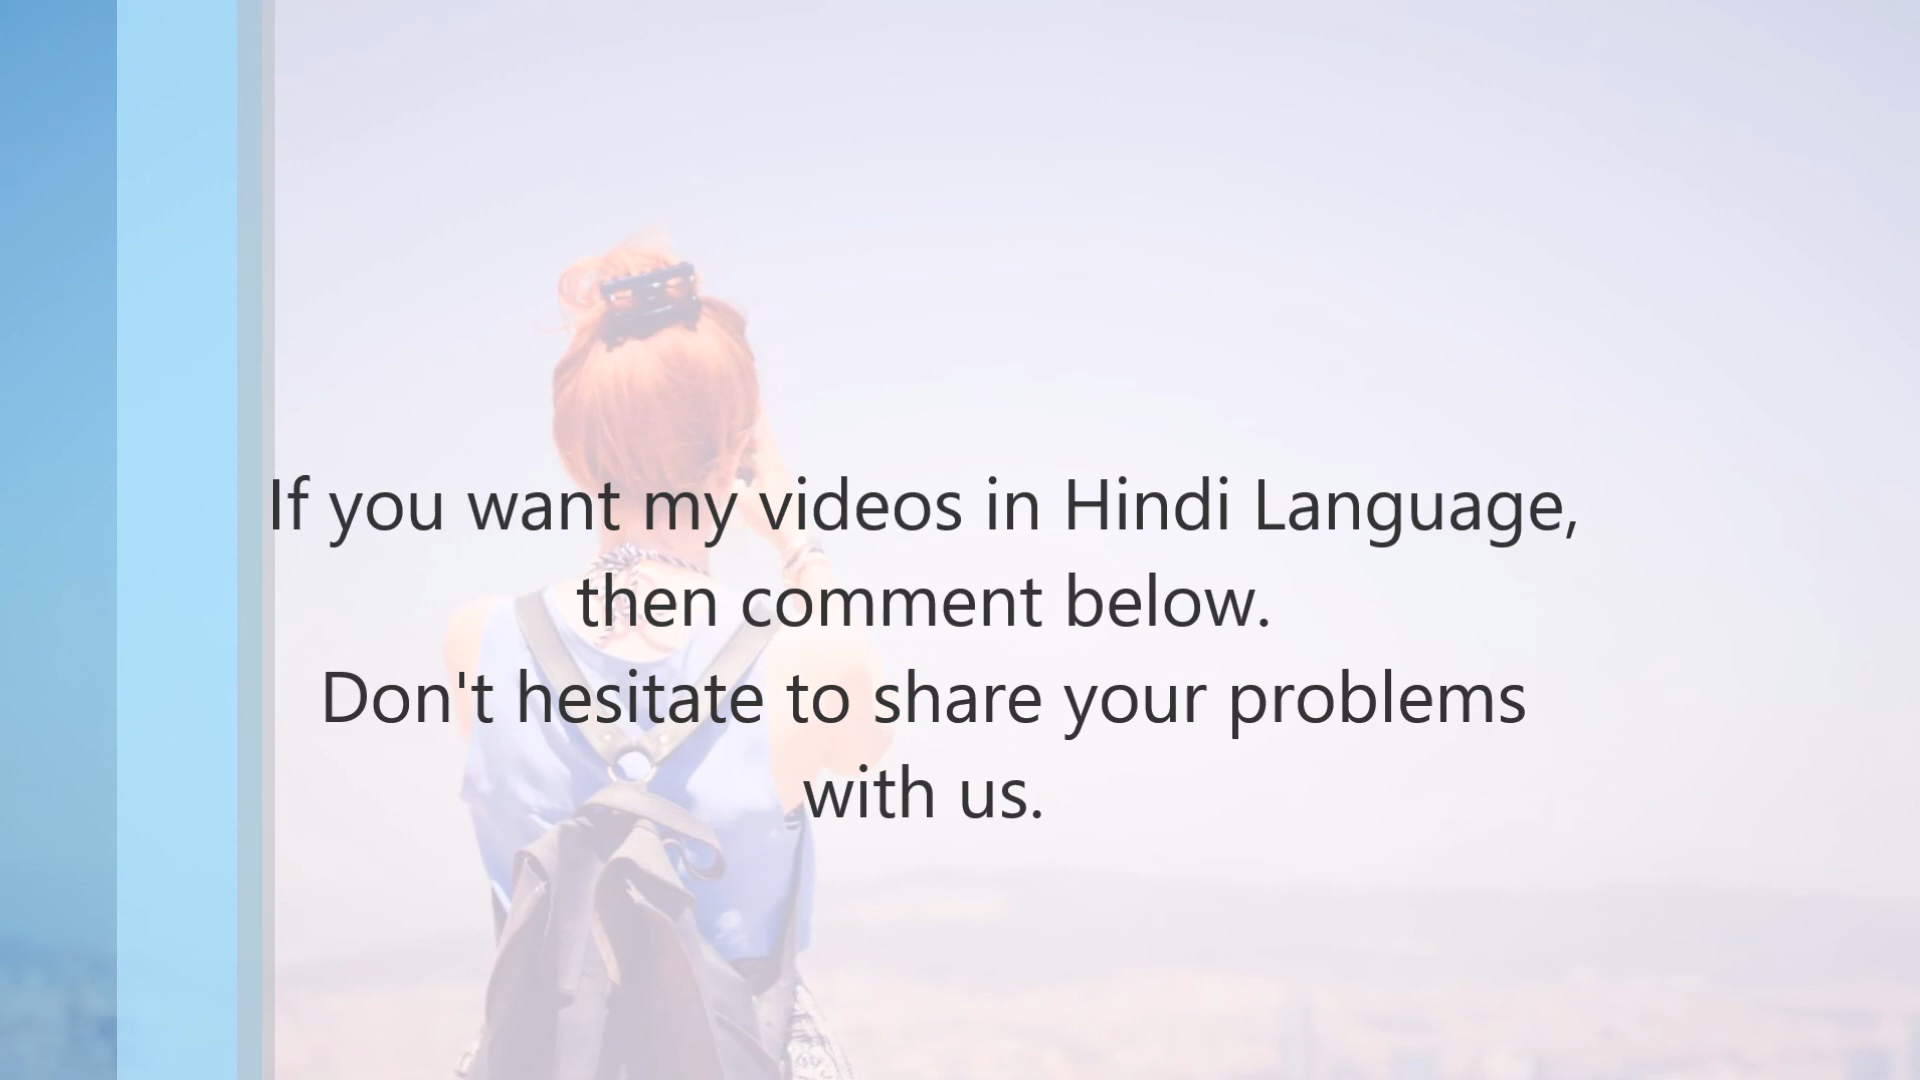 If you want my videos in Hindi Language,
then comment below.
Don't hesitate to share your problems
with us.